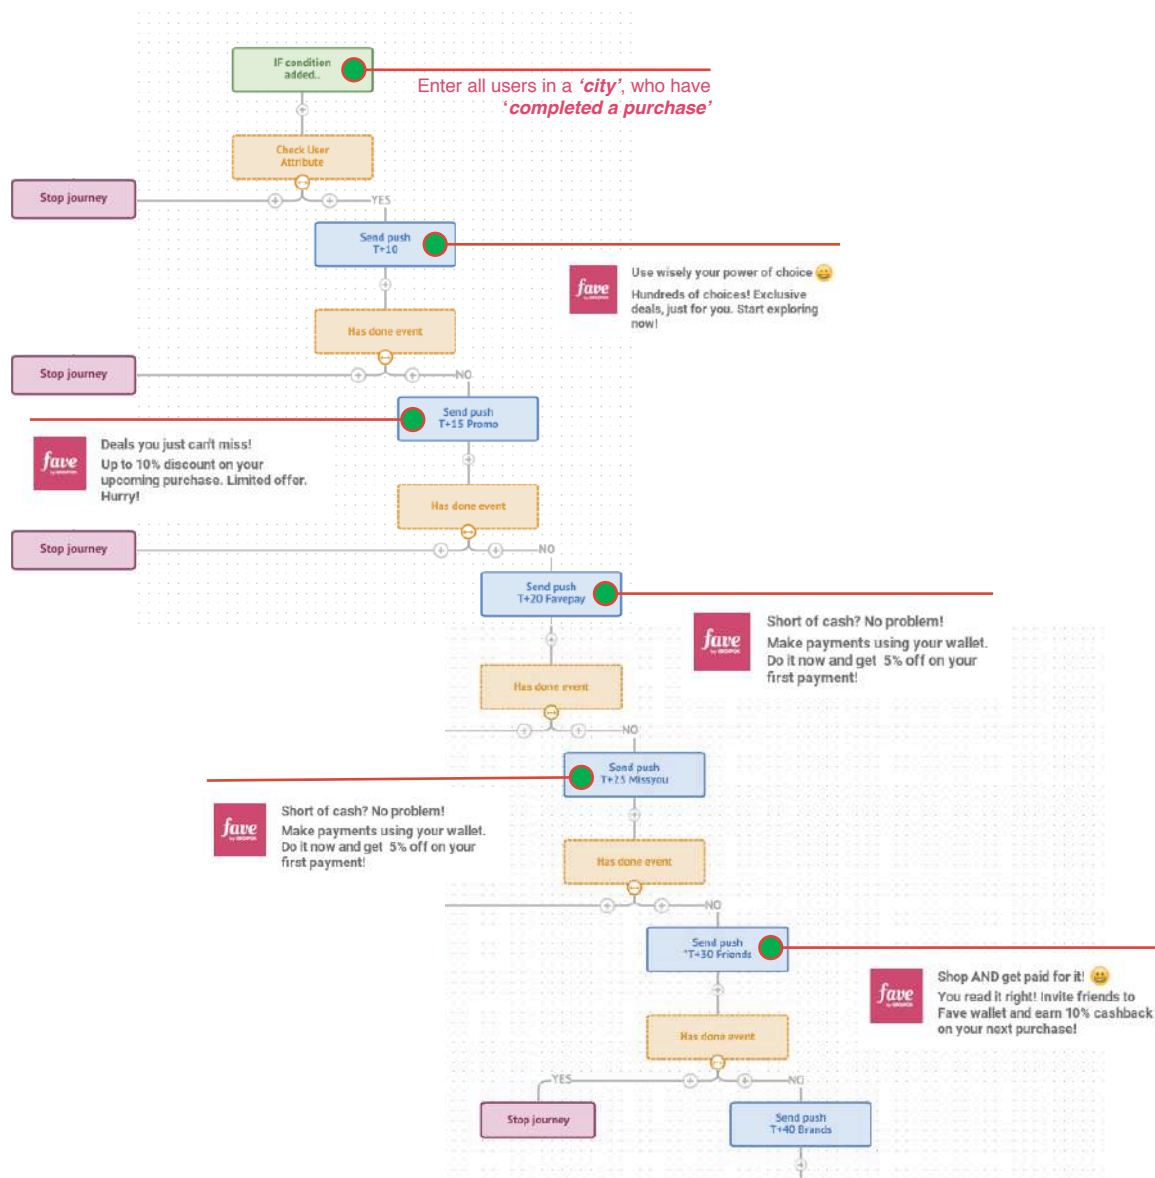 IF condition
added..
Enter all users in a ‘city’, who have
‘completed a purchase’
Check User
Attribute
Stop journey
YES
Send push
T+10
Use wisely your power of choice 😀
fave
Hundreds of choices! Exclusive
deals, just for you. Start exploring
now!
Has done event
Stop journey
NO
Send push
T+15 Promo
Deals you just can't miss!
fave
Up to 10% discount on your
upcoming purchase. Limited offer.
Hurry!
Has done event
Stop journey
NO
Send push
T+20 Favepay
Short of cash? No problem!
fave
Make payments using your wallet.
Do it now and get 5% off on your
first payment!
Has done event
NO
Send push
T+25 Missyou
Short of cash? No problem!
fave
Make payments using your wallet.
Do it now and get 5% off on your
first payment!
Has done event
NO
Send push
"T+30 Friends
Shop AND get paid for it! 😀
fave
You read it right! Invite friends to
Fave wallet and earn 10% cashback
on your next purchase!
Has done event
YES
NO
Stop journey
Send push
T+40 Brands